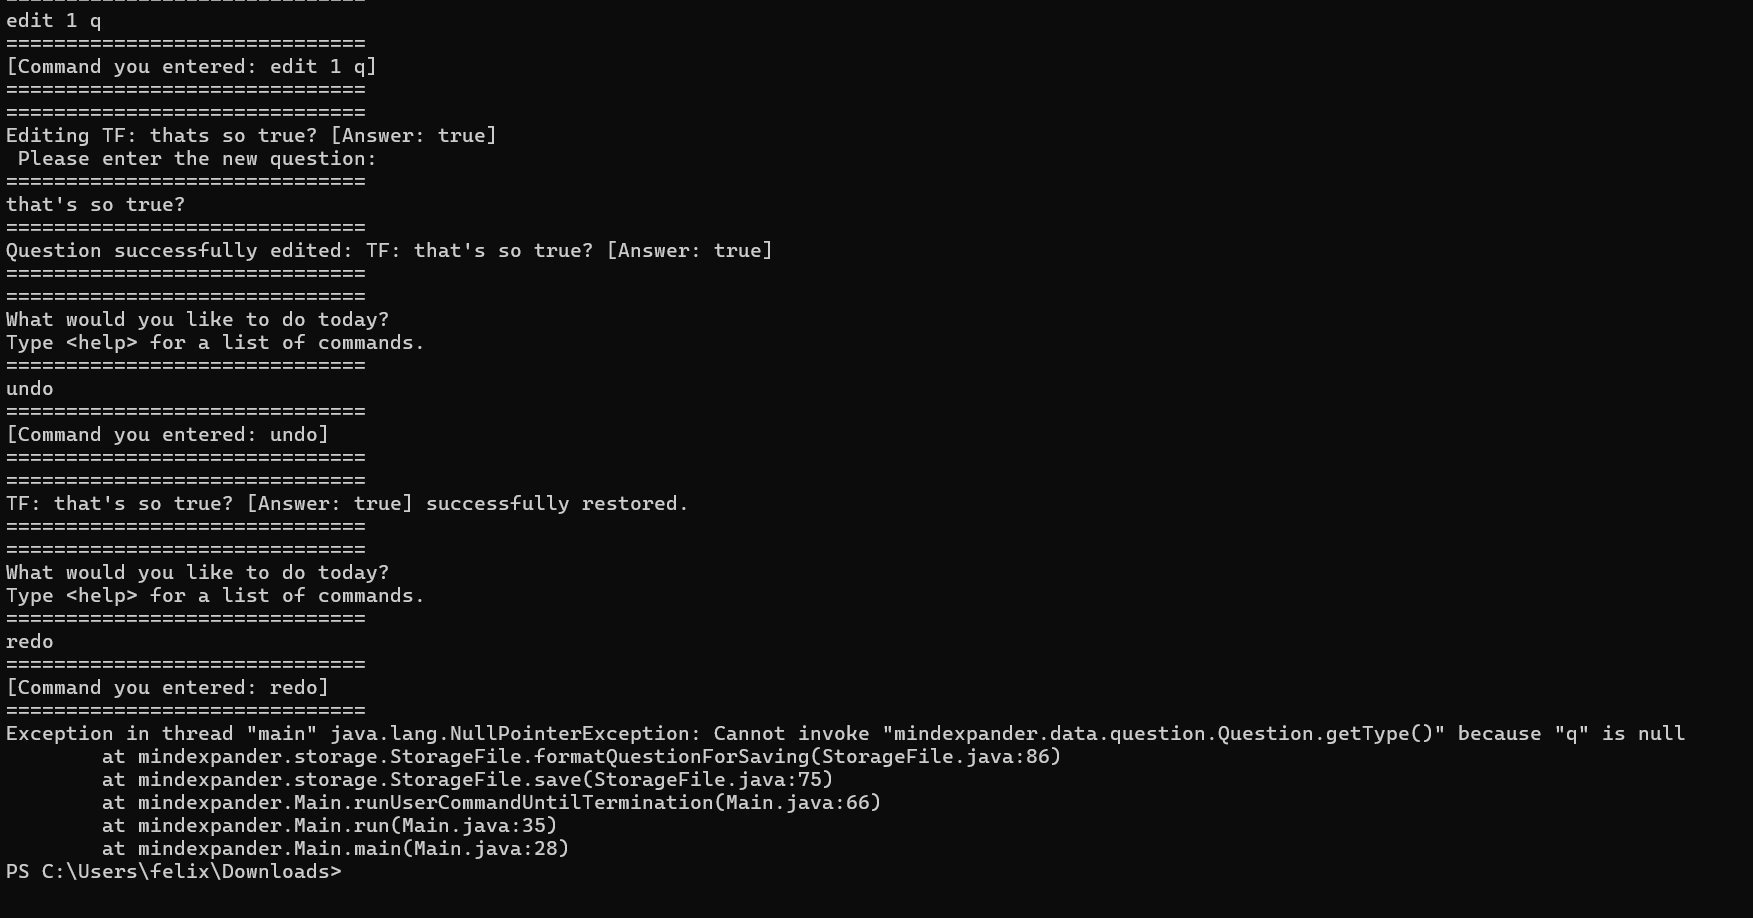 ==============================
edit 1 q
==============================
[Command you entered: edit 1 q]
==============================
==============================
Editing TF: thats so true? [Answer: true]
 Please enter the new question:
==============================
that's so true?
==============================
Question successfully edited: TF: that's so true? [Answer: true]
==============================
==============================
What would you like to do today?
Type <help> for a list of commands.
==============================
undo
==============================
[Command you entered: undo]
==============================
==============================
TF: that's so true? [Answer: true] successfully restored.
==============================
==============================
What would you like to do today?
Type <help> for a list of commands.
==============================
redo
==============================
[Command you entered: redo]
==============================
Exception in thread "main" java.lang.NullPointerException: Cannot invoke "mindexpander.data.question.Question.getType()" because "q" is null
        at mindexpander.storage.StorageFile.formatQuestionForSaving(StorageFile.java:86)
        at mindexpander.storage.StorageFile.save(StorageFile.java:75)
        at mindexpander.Main.runUserCommandUntilTermination(Main.java:66)
        at mindexpander.Main.run(Main.java:35)
        at mindexpander.Main.main(Main.java:28)
PS C:\Users\felix\Downloads>